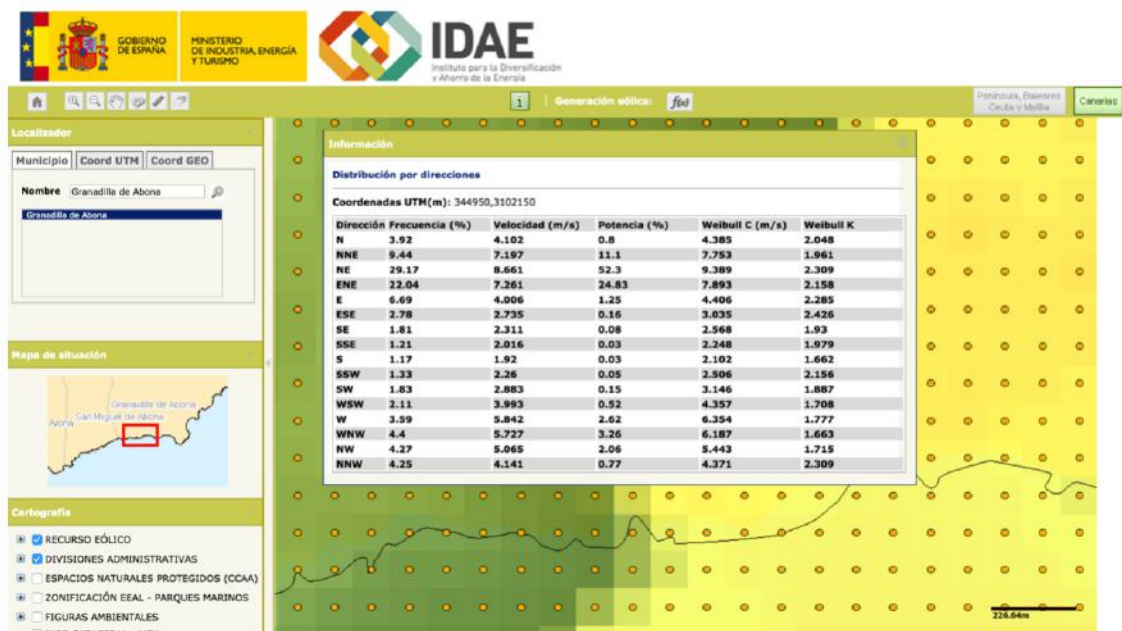 GOBIERNO
DE ESPAÑA
MINISTERIO
DE INDUSTRIA, ENERGÍA
Y TURISMO
IDAE
Instituto para la Diversificación
y Ahorro de la Energía
i
Generación eólica:
f(x)
Península, Baleares
Ceuta y Melilla
Canarias
Localizador
Municipio Coord UTM Coord GEO
Nombre Granadilla de Abona
Granadilla de Abona
Mapa de situación
Granadilla de Abona
San Miguel de Abona
Arona
Cartografía
RECURSO EÓLICO
DIVISIONES ADMINISTRATIVAS
ESPACIOS NATURALES PROTEGIDOS (CCAA)
ZONIFICACIÓN EEAL - PARQUES MARINOS
FIGURAS AMBIENTALES
Información
Distribución por direcciones
Coordenadas UTM(m): 344950,3102150
Dirección Frecuencia (%) Velocidad (m/s) Potencia (%) Weibull C (m/s) Weibull K
N 3.92 4.102 0.8 4.385 2.048
NNE 9.44 7.197 11.1 7.753 1.961
NE 29.17 8.661 52.3 9.389 2.309
ENE 22.04 7.261 24.83 7.893 2.158
E 6.69 4.006 1.25 4.406 2.285
ESE 2.78 2.735 0.16 3.035 2.426
SE 1.81 2.311 0.08 2.568 1.93
SSE 1.21 2.016 0.03 2.248 1.979
S 1.17 1.92 0.03 2.102 1.662
SSW 1.33 2.26 0.05 2.506 2.156
SW 1.83 2.883 0.15 3.146 1.887
WSW 2.11 3.993 0.52 4.357 1.708
W 3.59 5.842 2.62 6.354 1.777
WNW 4.4 5.727 3.26 6.187 1.663
NW 4.27 5.065 2.06 5.443 1.715
NNW 4.25 4.141 0.77 4.371 2.309
226.64m